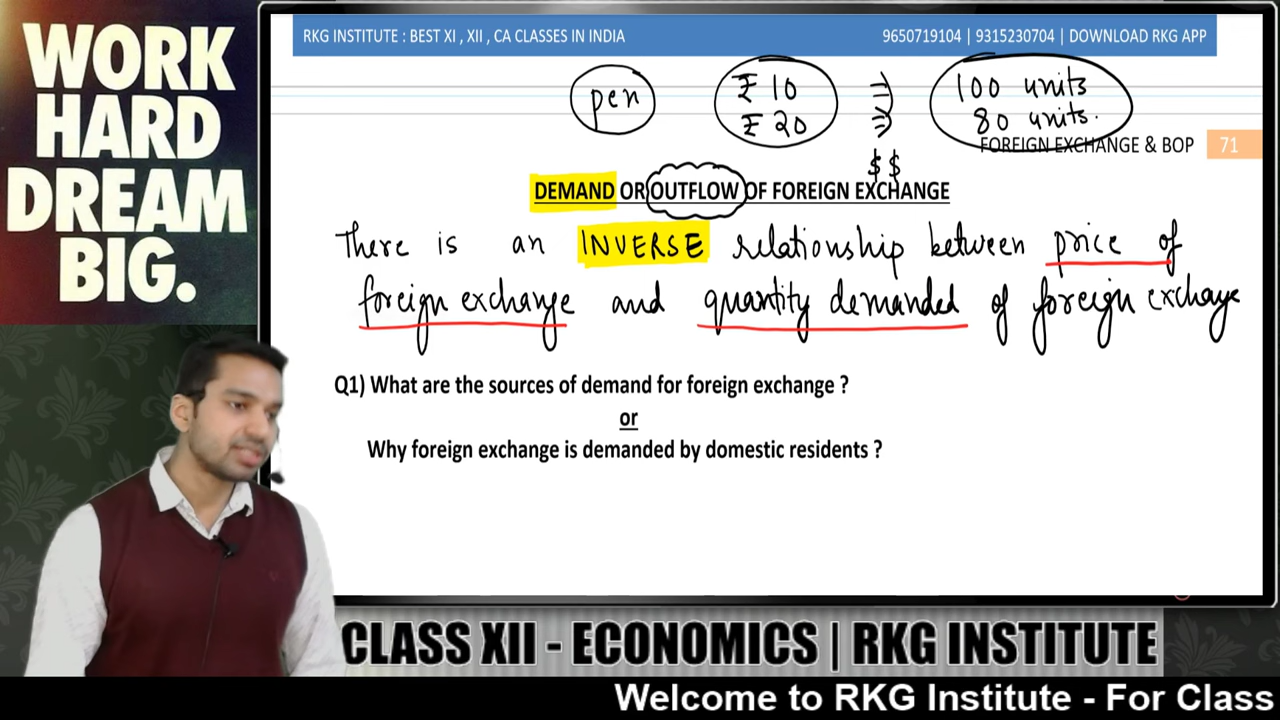 WORK
HARD
DREAM
BIG.
RKG INSTITUTE : BEST XI , XII , CA CLASSES IN INDIA
9650719104 | 9315230704 | DOWNLOAD RKG APP
pen ₹ 10 ⇒ 100 units
₹ 20 ⇒ 80 units.
FOREIGN EXCHANGE & BOP 71
$ $
DEMAND OR OUTFLOW OF FOREIGN EXCHANGE
There is an INVERSE relationship between price of
foreign exchange and quantity demanded of foreign exchage
Q1) What are the sources of demand for foreign exchange ?
or
Why foreign exchange is demanded by domestic residents ?
CLASS XII - ECONOMICS | RKG INSTITUTE
Welcome to RKG Institute - For Class